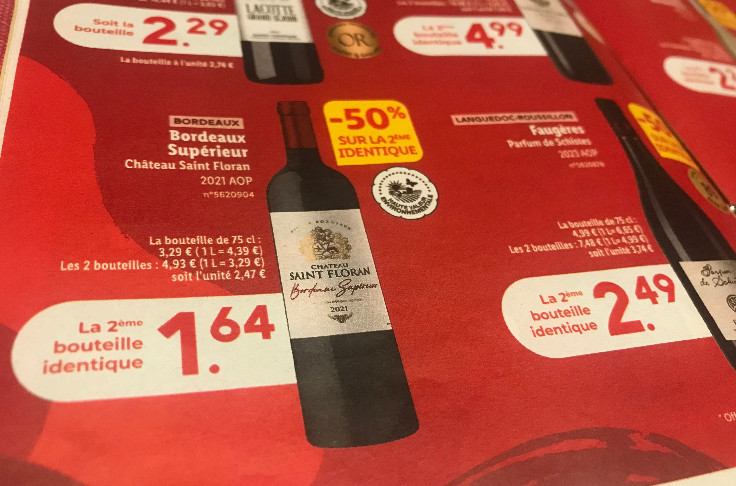 Soit la
bouteille
2.29
La bouteille à l'unité 2,74 €
LACOSTE
OR
La 2ème
bouteille
identique
4.99
BORDEAUX
Bordeaux
Supérieur
Château Saint Floran
2021 AOP
n°5620904
La bouteille de 75 cl :
3,29 € (1 L = 4,39 €)
Les 2 bouteilles : 4,93 € (1 L = 3,29 €)
soit l'unité 2,47 €
La 2ème
bouteille
identique
1.64
-50%
SUR LA 2ÈME
IDENTIQUE
HAUTE VALEUR
ENVIRONNEMENTALE
CHATEAU
SAINT FLORAN
Bordeaux Supérieur
2021
LANGUEDOC-ROUSSILLON
Faugères
Parfum de Schistes
2023 AOP
La bouteille de 75 cl :
4,99 € (1 L = 6,65 €)
Les 2 bouteilles : 7,48 € (1 L = 4,99 €)
soit l'unité 3,74 €
La 2ème
bouteille
identique
2.49